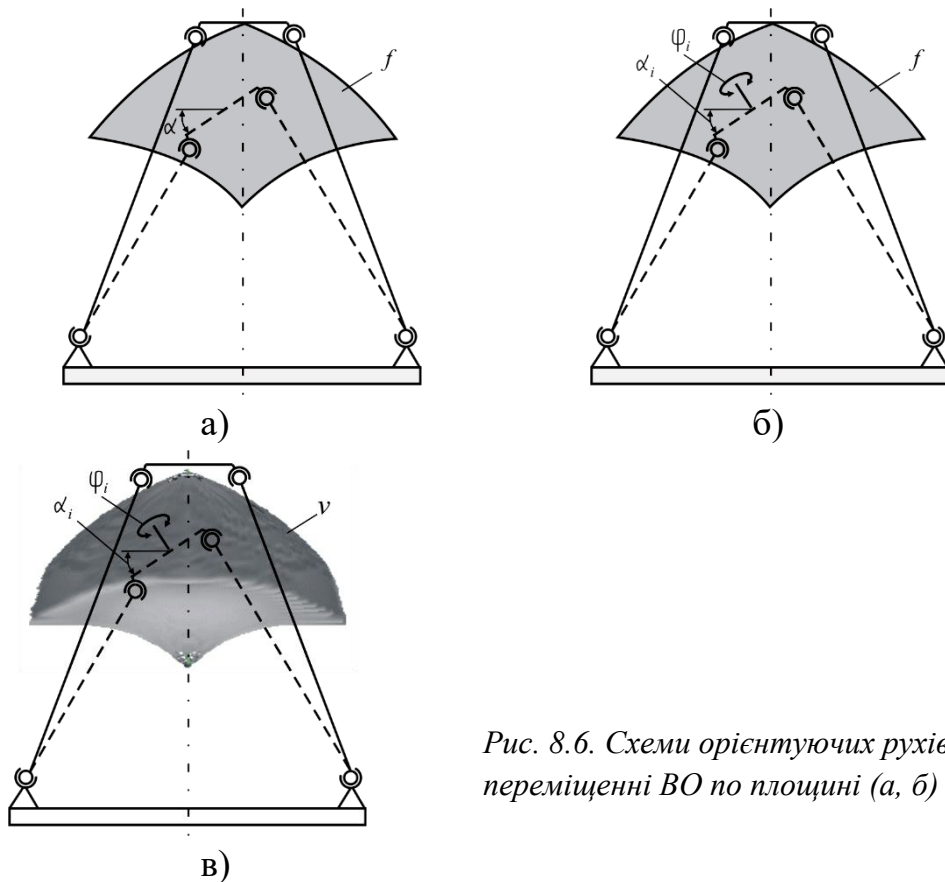 f
α
а)
φi
αi
f
б)
φi
αi
v
в)
Рис. 8.6. Схеми орієнтуючих рухів
переміщенні ВО по площині (а, б)